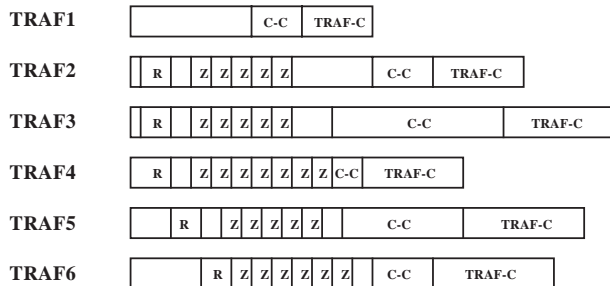 TRAF1 C-C TRAF-C
TRAF2 R Z Z Z Z Z C-C TRAF-C
TRAF3 R Z Z Z Z Z C-C TRAF-C
TRAF4 R Z Z Z Z Z Z Z C-C TRAF-C
TRAF5 R Z Z Z Z Z C-C TRAF-C
TRAF6 R Z Z Z Z Z Z C-C TRAF-C